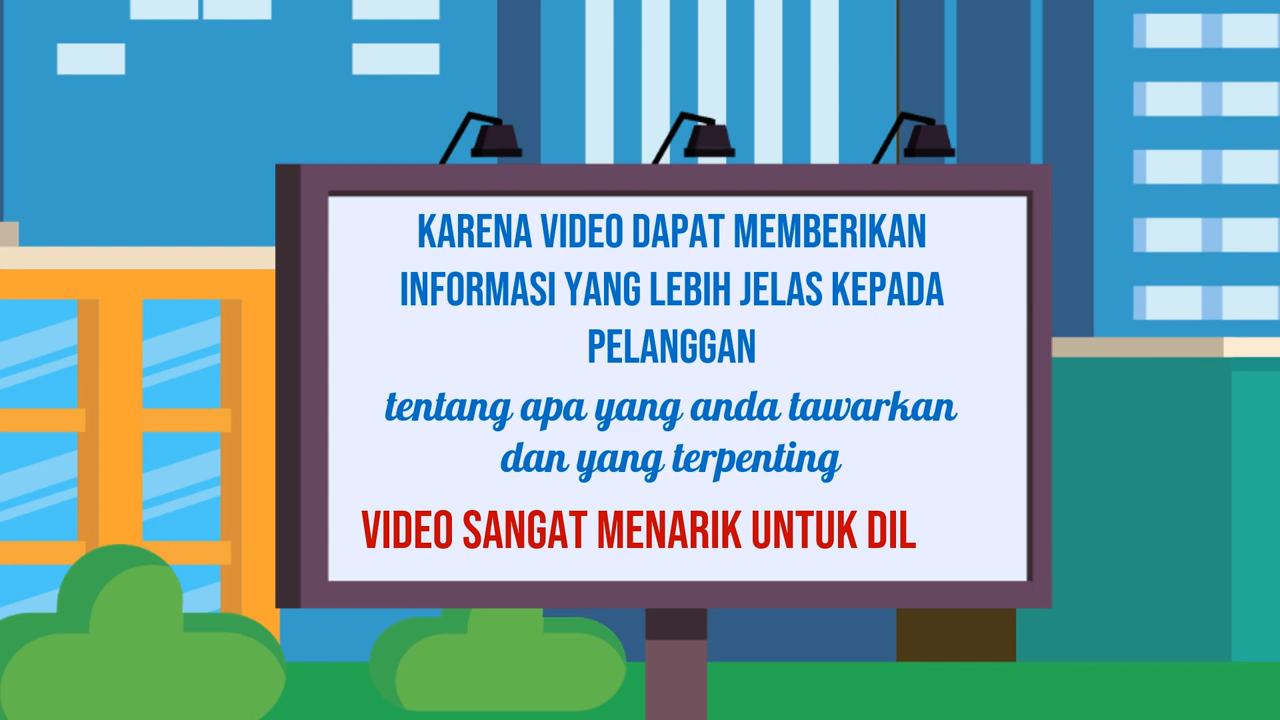 KARENA VIDEO DAPAT MEMBERIKAN
INFORMASI YANG LEBIH JELAS KEPADA
PELANGGAN
tentang apa yang anda tawarkan
dan yang terpenting
VIDEO SANGAT MENARIK UNTUK DIL